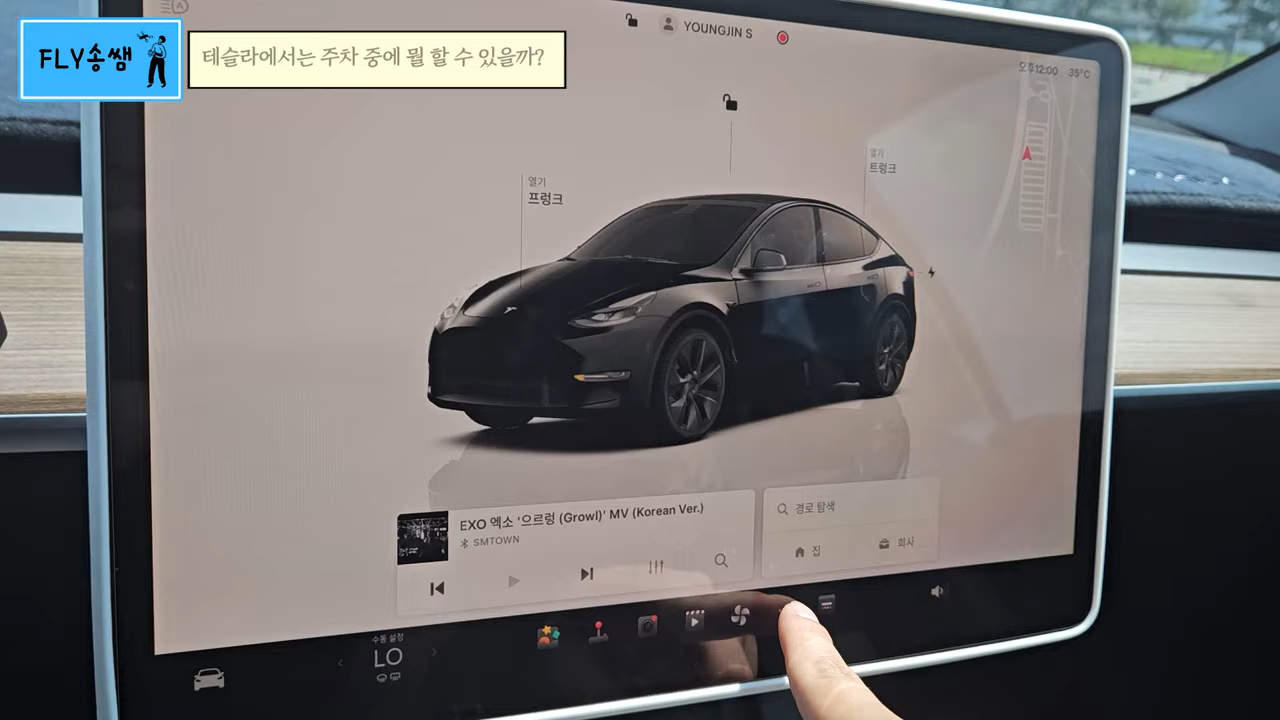 FLY송쌤
테슬라에서는 주차 중에 뭘 할 수 있을까?
YOUNGJIN S
오후12:00 35°C
열기
프렁크
열기
트렁크
EXO 엑소 '으르렁 (Growl)' MV (Korean Ver.)
SMTOWN
경로 탐색
집
회사
수동 설정
LO